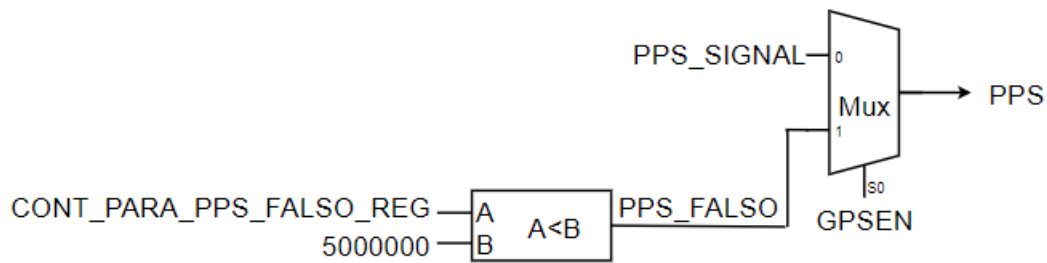 PPS_SIGNAL
0
Mux
PPS
1
S0
GPSEN
CONT_PARA_PPS_FALSO_REG
A
A<B
PPS_FALSO
5000000
B